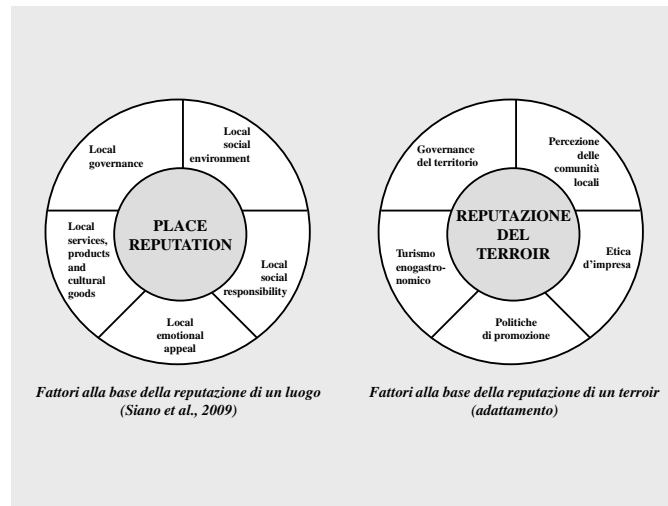 Local
governance
Local
social
environment
Local
services,
products
and
cultural
goods
PLACE
REPUTATION
Local
social
responsibility
Local
emotional
appeal
Fattori alla base della reputazione di un luogo
(Siano et al., 2009)
Governance
del territorio
Percezione
delle
comunità
locali
REPUTAZIONE
DEL
TERROIR
Turismo
enogastro-
nomico
Etica
d’impresa
Politiche
di promozione
Fattori alla base della reputazione di un terroir
(adattamento)